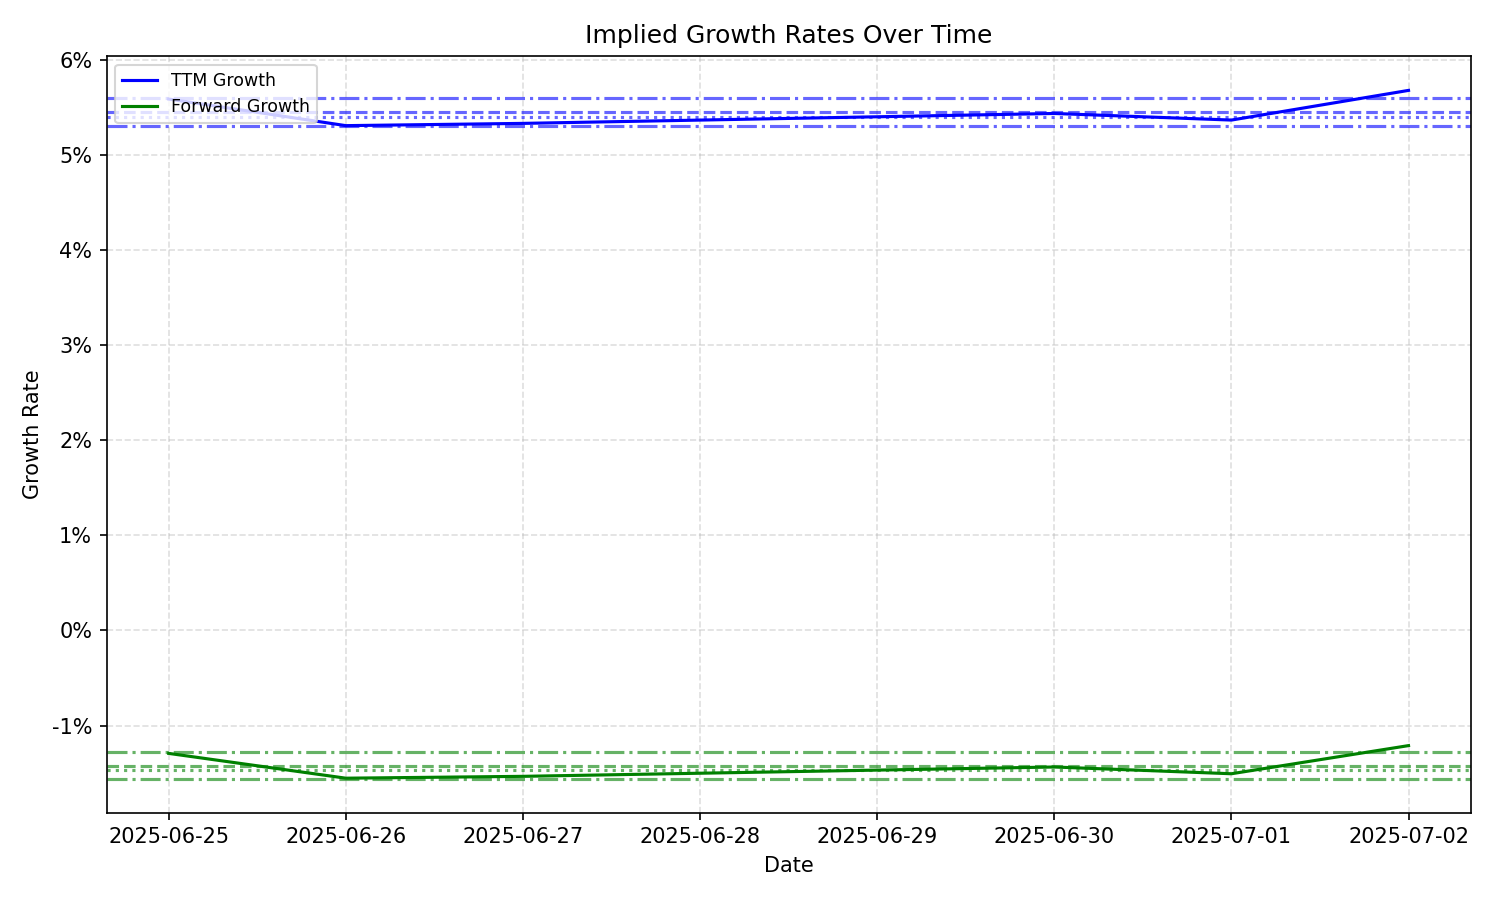 Implied Growth Rates Over Time
TTM Growth
Forward Growth
6%
5%
4%
3%
2%
1%
0%
-1%
Growth Rate
2025-06-25 2025-06-26 2025-06-27 2025-06-28 2025-06-29 2025-06-30 2025-07-01 2025-07-02
Date